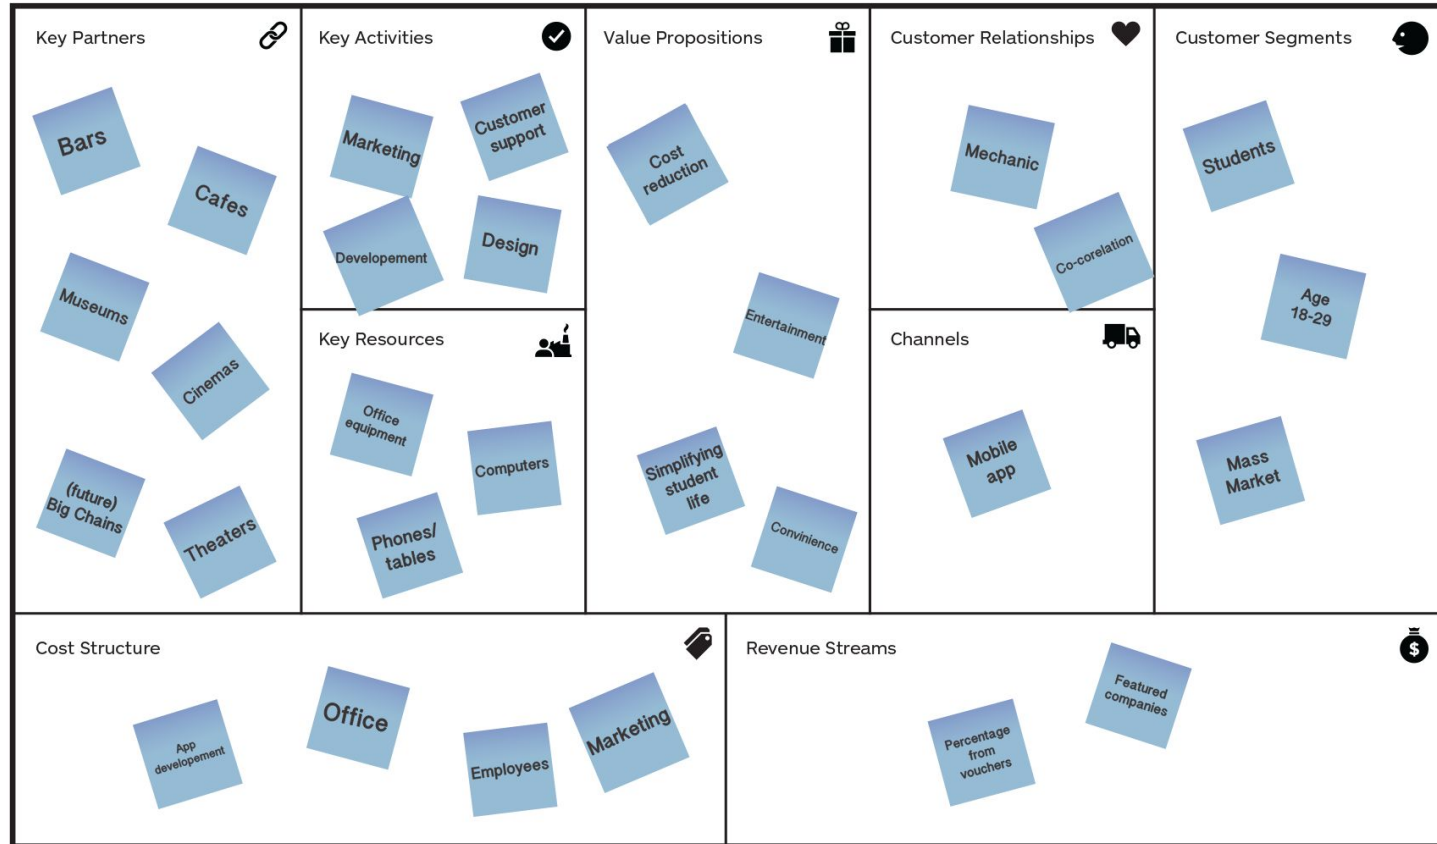 Key Partners
Bars
Cafes
Museums
Cinemas
(future)
Big Chains
Theaters
Key Activities
Marketing
Customer
support
Developement
Design
Key Resources
Office
equipment
Computers
Phones/
tables
Value Propositions
Cost
reduction
Entertainment
Simplifying
student
life
Convinience
Customer Relationships
Mechanic
Co-corelation
Channels
Mobile
app
Customer Segments
Students
Age
18-29
Mass
Market
Cost Structure
App
developement
Office
Employees
Marketing
Revenue Streams
$
Percentage
from
vouchers
Featured
companies